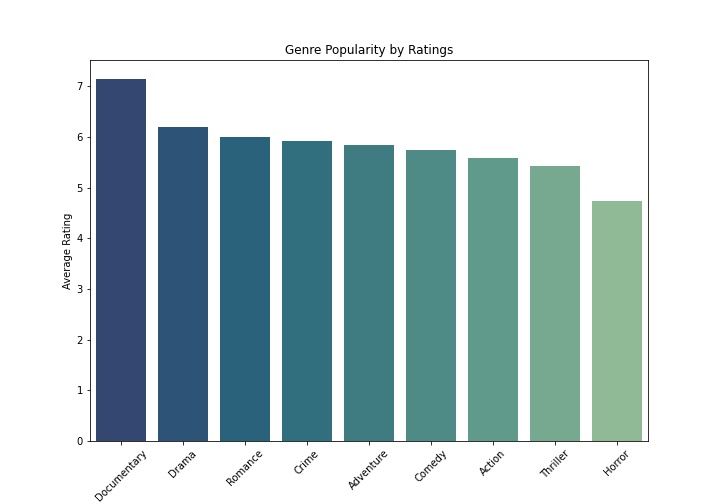 Genre Popularity by Ratings
Average Rating
7
6
5
4
3
2
1
0
Documentary
Drama
Romance
Crime
Adventure
Comedy
Action
Thriller
Horror